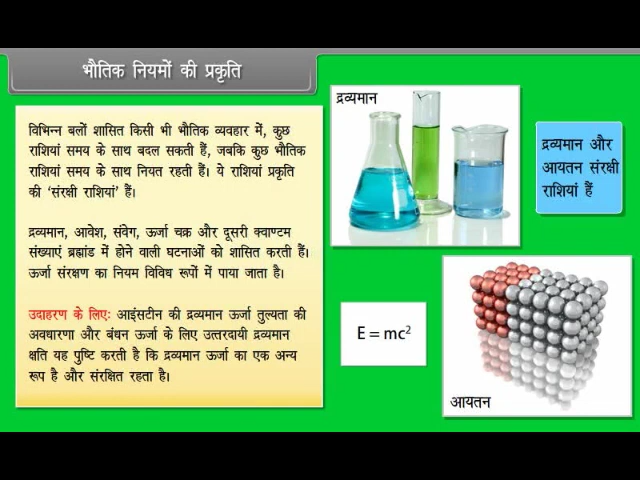 भौतिक नियमों की प्रकृति
विभिन्न बलों शासित किसी भी भौतिक व्यवहार में, कुछ
राशियां समय के साथ बदल सकती हैं, जबकि कुछ भौतिक
राशियां समय के साथ नियत रहती हैं। ये राशियां प्रकृति
की ‘संरक्षी राशियां’ हैं।
द्रव्यमान, आवेश, संवेग, ऊर्जा चक्र और दूसरी क्वाण्टम
संख्याएं ब्रह्मांड में होने वाली घटनाओं को शासित करती हैं।
ऊर्जा संरक्षण का नियम विविध रूपों में पाया जाता है।
उदाहरण के लिए: आइंसटीन की द्रव्यमान ऊर्जा तुल्यता की
अवधारणा और बंधन ऊर्जा के लिए उत्तरदायी द्रव्यमान
क्षति यह पुष्टि करती है कि द्रव्यमान ऊर्जा का एक अन्य
रूप है और संरक्षित रहता है।
द्रव्यमान
द्रव्यमान और
आयतन संरक्षी
राशियां हैं
E = mc²
आयतन